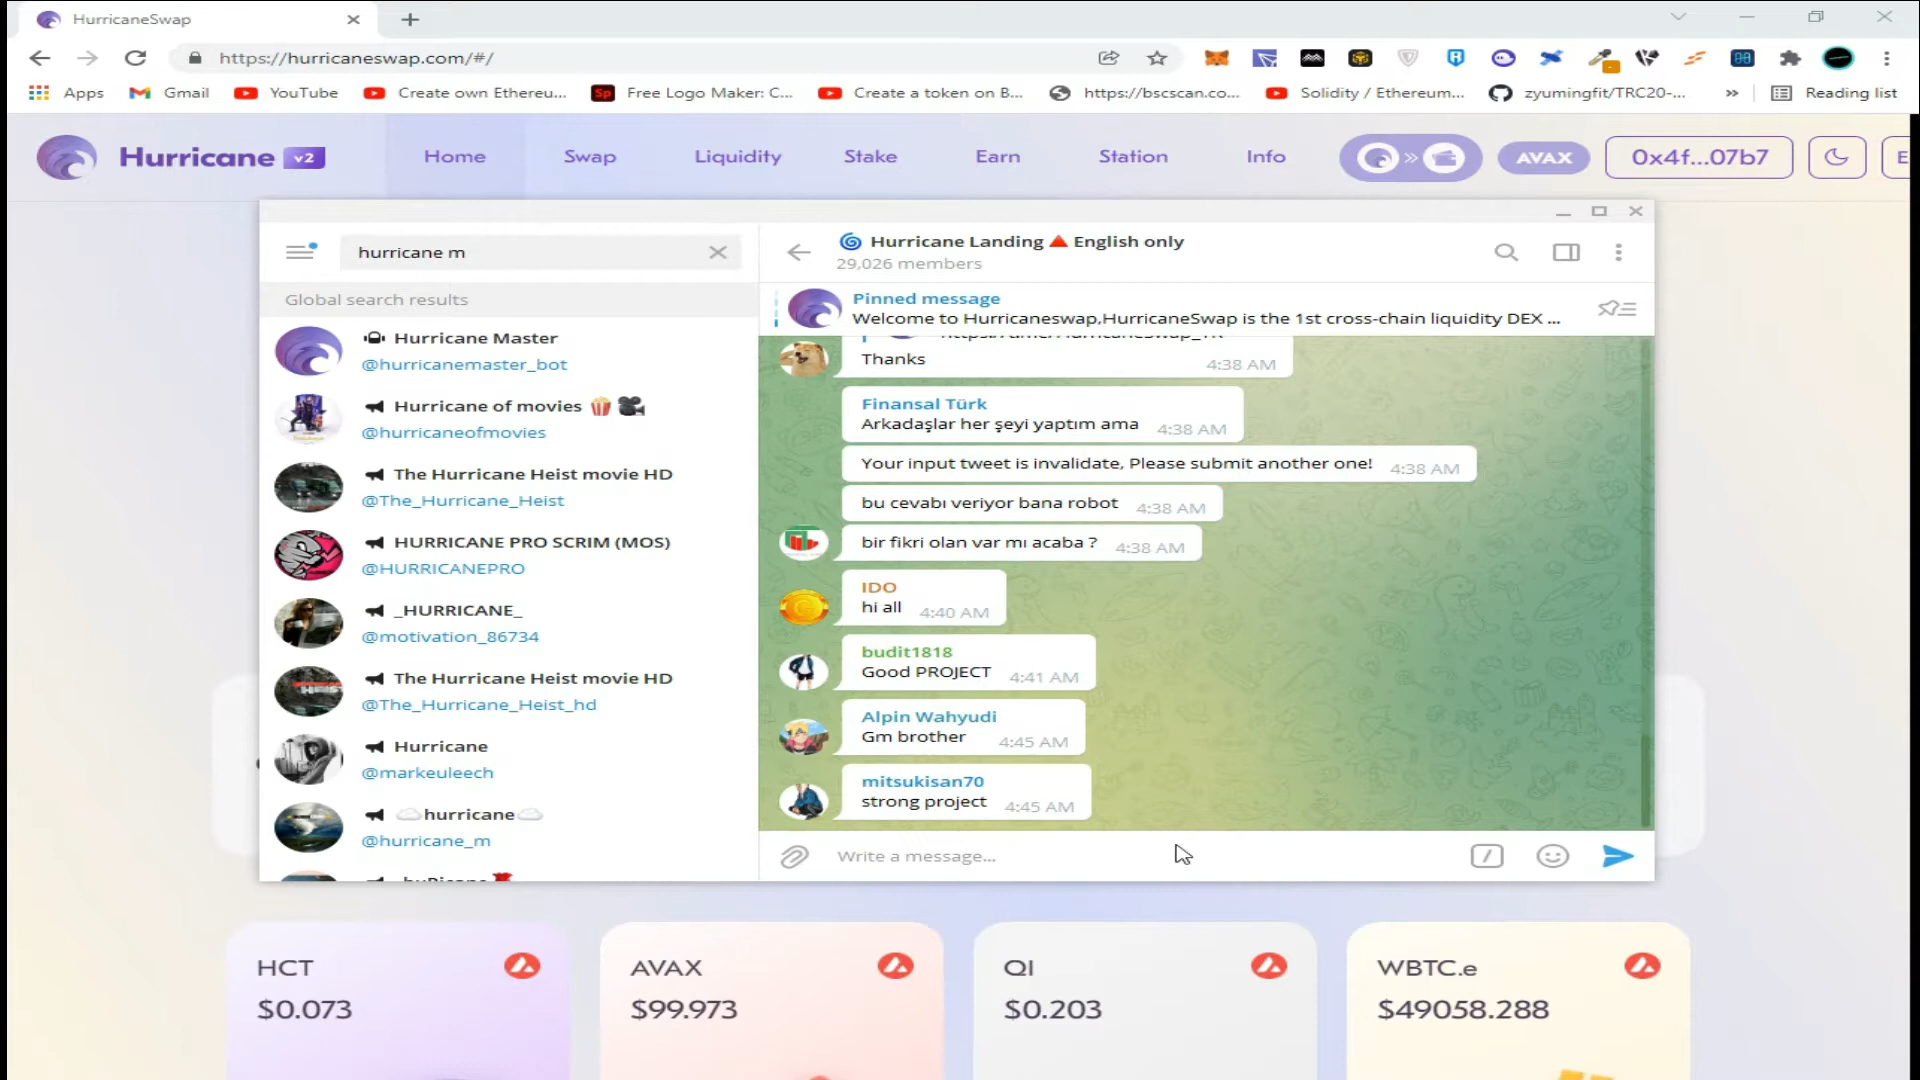 HurricaneSwap
https://hurricaneswap.com/#/
Apps
Gmail
YouTube
Create own Ethereu...
Sp
Free Logo Maker: C...
Create a token on B...
https://bscscan.co...
Solidity / Ethereum...
zyumingfit/TRC20-...
»
Reading list
Hurricane v2
Home
Swap
Liquidity
Stake
Earn
Station
Info
AVAX
0x4f...07b7
E
hurricane m
Global search results
Hurricane Master
@hurricanemaster_bot
Hurricane of movies 🍿🎥
@hurricaneofmovies
The Hurricane Heist movie HD
@The_Hurricane_Heist
HURRICANE PRO SCRIM (MOS)
@HURRICANEPRO
_HURRICANE_
@motivation_86734
The Hurricane Heist movie HD
@The_Hurricane_Heist_hd
Hurricane
@markeuleech
☁️hurricane☁️
@hurricane_m
🌀 Hurricane Landing 🔺 English only
29,026 members
Pinned message
Welcome to Hurricaneswap,HurricaneSwap is the 1st cross-chain liquidity DEX ...
Thanks
4:38 AM
Finansal Türk
Arkadaşlar her şeyi yaptım ama 4:38 AM
Your input tweet is invalidate, Please submit another one! 4:38 AM
bu cevabı veriyor bana robot 4:38 AM
bir fikri olan var mı acaba ? 4:38 AM
IDO
hi all 4:40 AM
budit1818
Good PROJECT 4:41 AM
Alpin Wahyudi
Gm brother 4:45 AM
mitsukisan70
strong project 4:45 AM
Write a message...
HCT
$0.073
AVAX
$99.973
QI
$0.203
WBTC.e
$49058.288